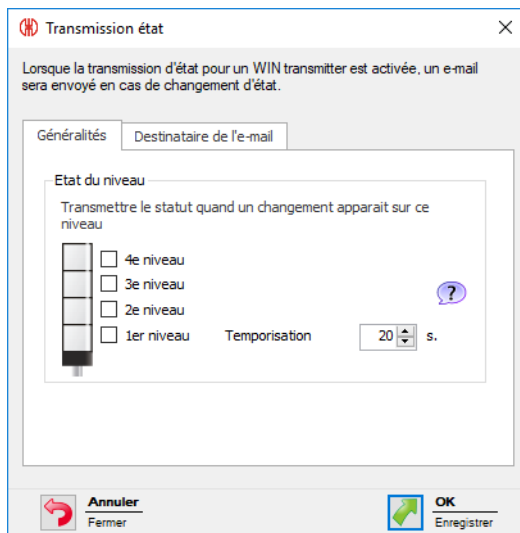 Transmission état
Lorsque la transmission d'état pour un WIN transmitter est activée, un e-mail
sera envoyé en cas de changement d'état.
Généralités
Destinataire de l'e-mail
Etat du niveau
Transmettre le statut quand un changement apparait sur ce
niveau
4e niveau
3e niveau
2e niveau
1er niveau Temporisation 20 s.
?
Annuler
Fermer
OK
Enregistrer